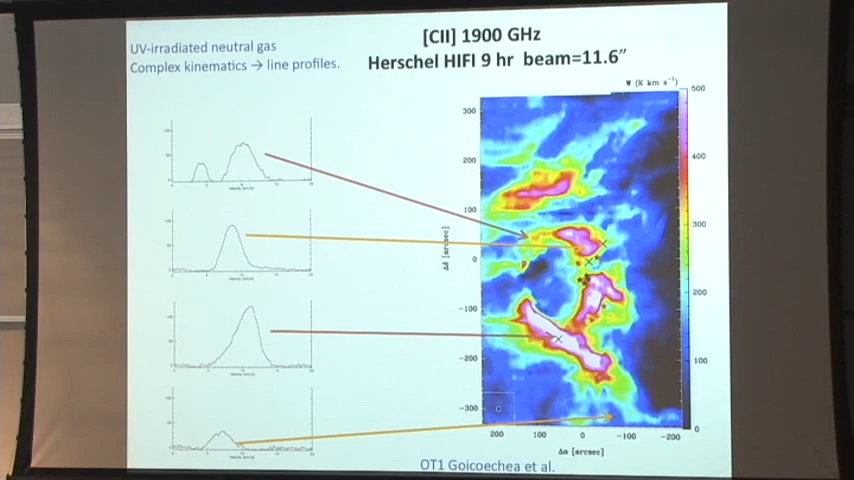 [CII] 1900 GHz
Herschel HIFI 9 hr beam=11.6″
UV-irradiated neutral gas
Complex kinematics → line profiles.
W (K km s⁻¹)
500
400
300
200
100
0
300
200
100
0
−100
−200
−300
Δδ [arcsec]
200 100 0 −100 −200
Δα [arcsec]
OT1 Goicoechea et al.